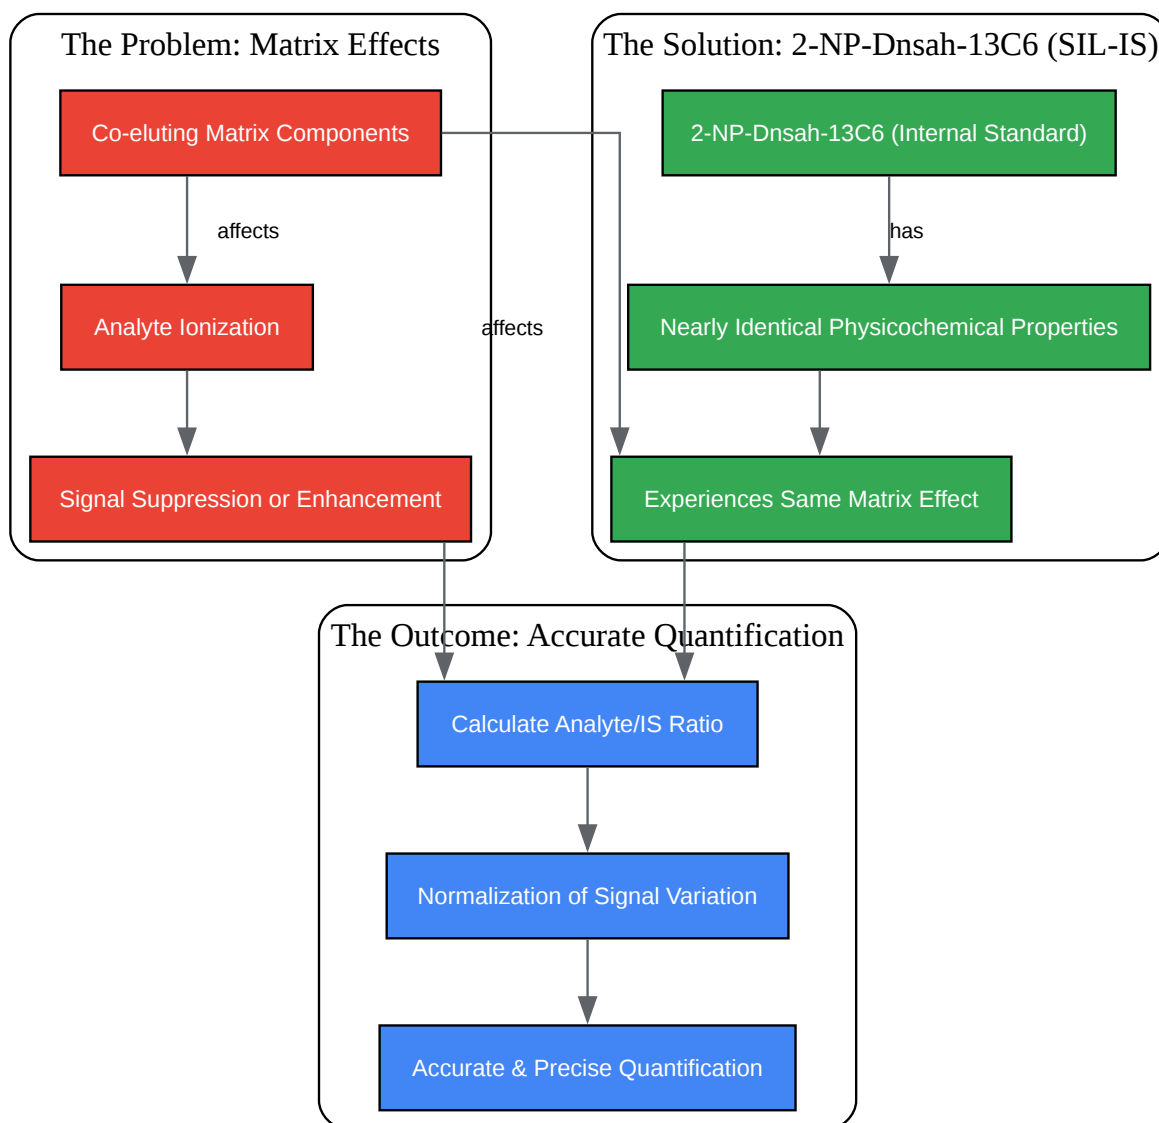 The Problem: Matrix Effects
Co-eluting Matrix Components
affects
Analyte Ionization
affects
Signal Suppression or Enhancement
The Solution: 2-NP-Dnsah-13C6 (SIL-IS)
2-NP-Dnsah-13C6 (Internal Standard)
has
Nearly Identical Physicochemical Properties
Experiences Same Matrix Effect
The Outcome: Accurate Quantification
Calculate Analyte/IS Ratio
Normalization of Signal Variation
Accurate & Precise Quantification